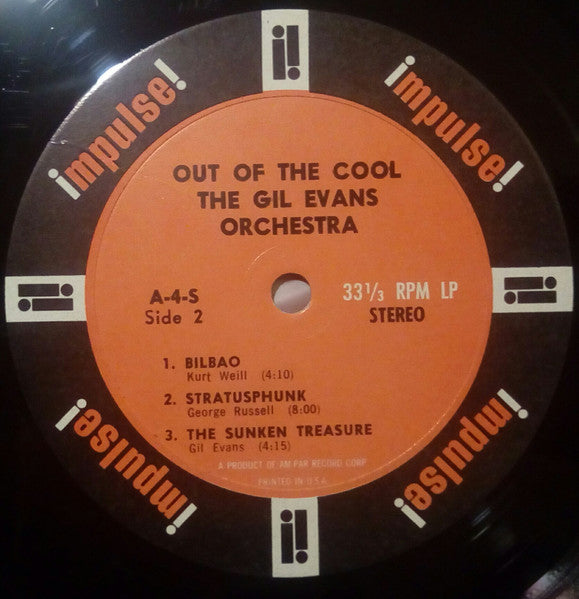 impulse!
impulse!
OUT OF THE COOL
THE GIL EVANS
ORCHESTRA
A-4-S
Side 2
33 1/3 RPM LP
STEREO
1. BILBAO
Kurt Weill (4:10)
2. STRATUSPHUNK
George Russell (8:00)
3. THE SUNKEN TREASURE
Gil Evans (4:15)
A PRODUCT OF AM-PAR RECORD CORP.
PRINTED IN U.S.A.
impulse!
impulse!